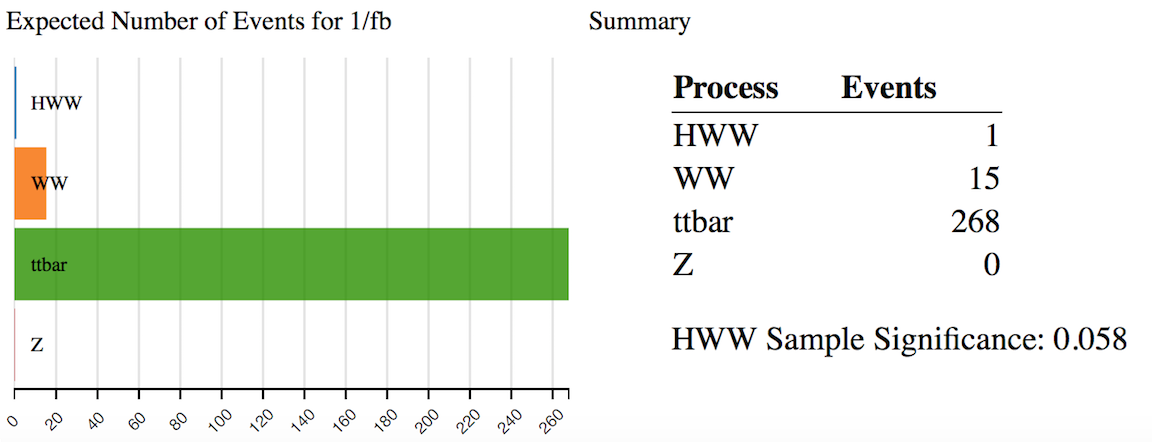 Expected Number of Events for 1/fb
HWW
WW
ttbar
Z
0 20 40 60 80 100 120 140 160 180 200 220 240 260
Summary
Process Events
HWW 1
WW 15
ttbar 268
Z 0
HWW Sample Significance: 0.058